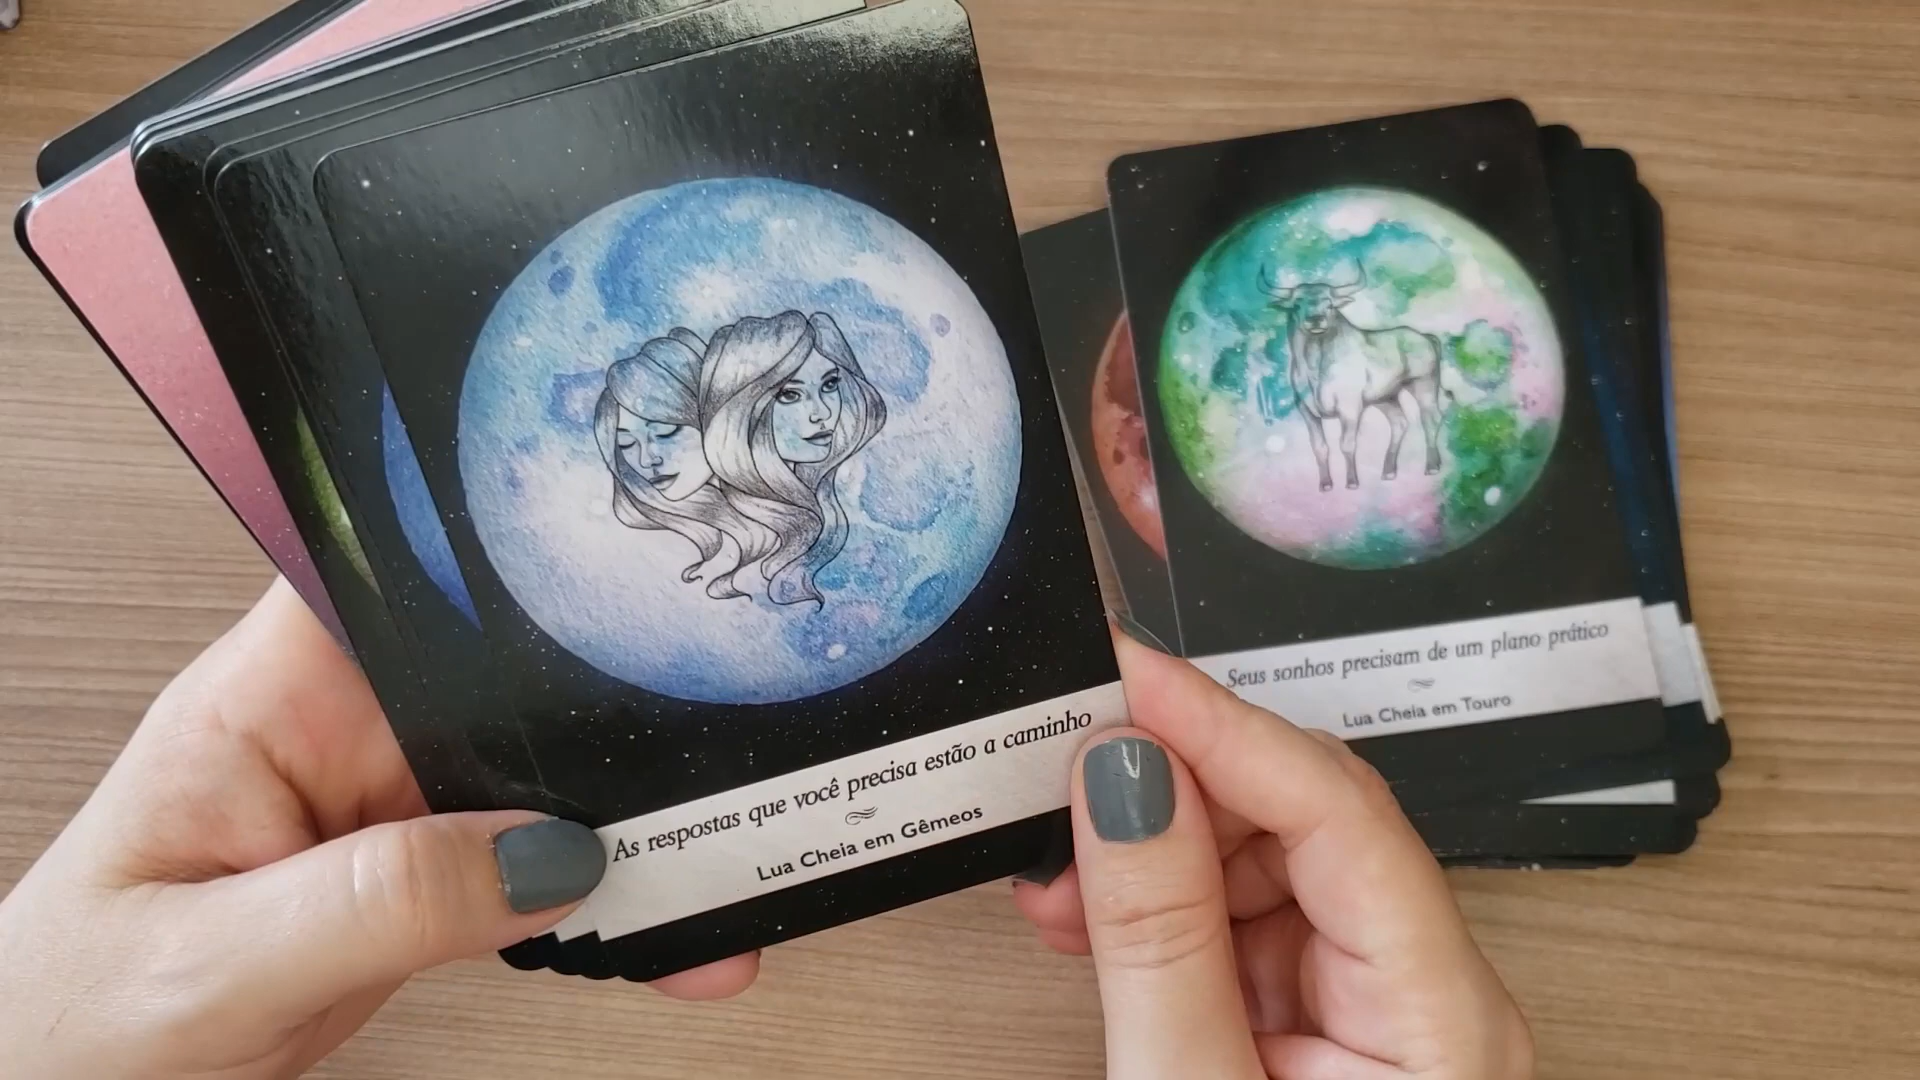 As respostas que você precisa estão a caminho
Lua Cheia em Gêmeos
Seus sonhos precisam de um plano prático
Lua Cheia em Touro